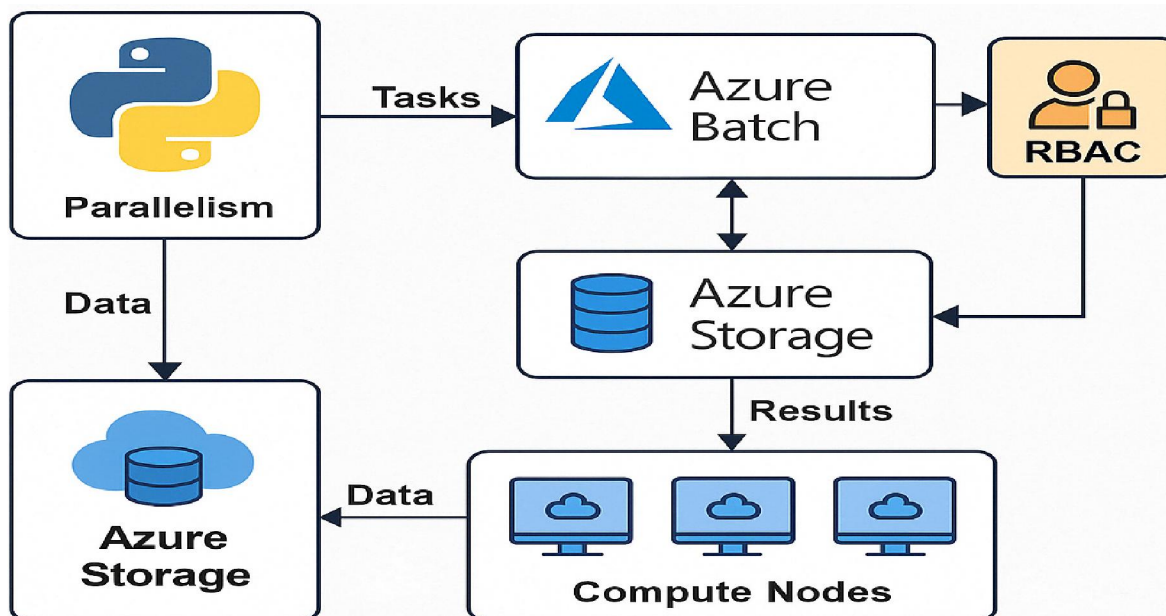 Parallelism
Tasks
Azure
Batch
RBAC
Data
Azure
Storage
Results
Azure
Storage
Data
Compute Nodes